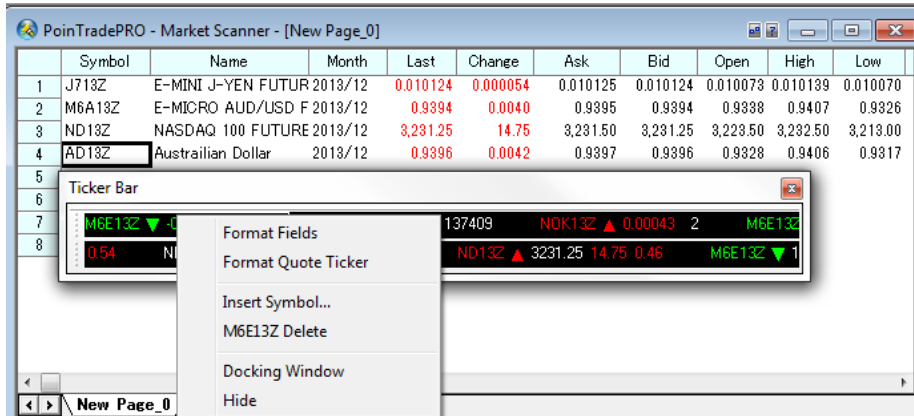 PoinTradePRO - Market Scanner - [New Page_0]
Symbol Name Month Last Change Ask Bid Open High Low
1 J713Z E-MINI J-YEN FUTUR 2013/12 0.010124 0.000054 0.010125 0.010124 0.010073 0.010139 0.010070
2 M6A13Z E-MICRO AUD/USD F 2013/12 0.9394 0.0040 0.9395 0.9394 0.9338 0.9407 0.9326
3 ND13Z NASDAQ 100 FUTURE 2013/12 3,231.25 14.75 3,231.50 3,231.25 3,223.50 3,232.50 3,213.00
4 AD13Z Austrailian Dollar 2013/12 0.9396 0.0042 0.9397 0.9396 0.9328 0.9406 0.9317
5
Ticker Bar
6
7 M6E13Z ▼ 137409 NOK13Z ▲ 0.00043 2 M6E13Z
8 0.54 ND13Z ▲ 3231.25 14.75 0.46 M6E13Z ▼ 1
Format Fields
Format Quote Ticker
Insert Symbol...
M6E13Z Delete
Docking Window
Hide
New Page_0